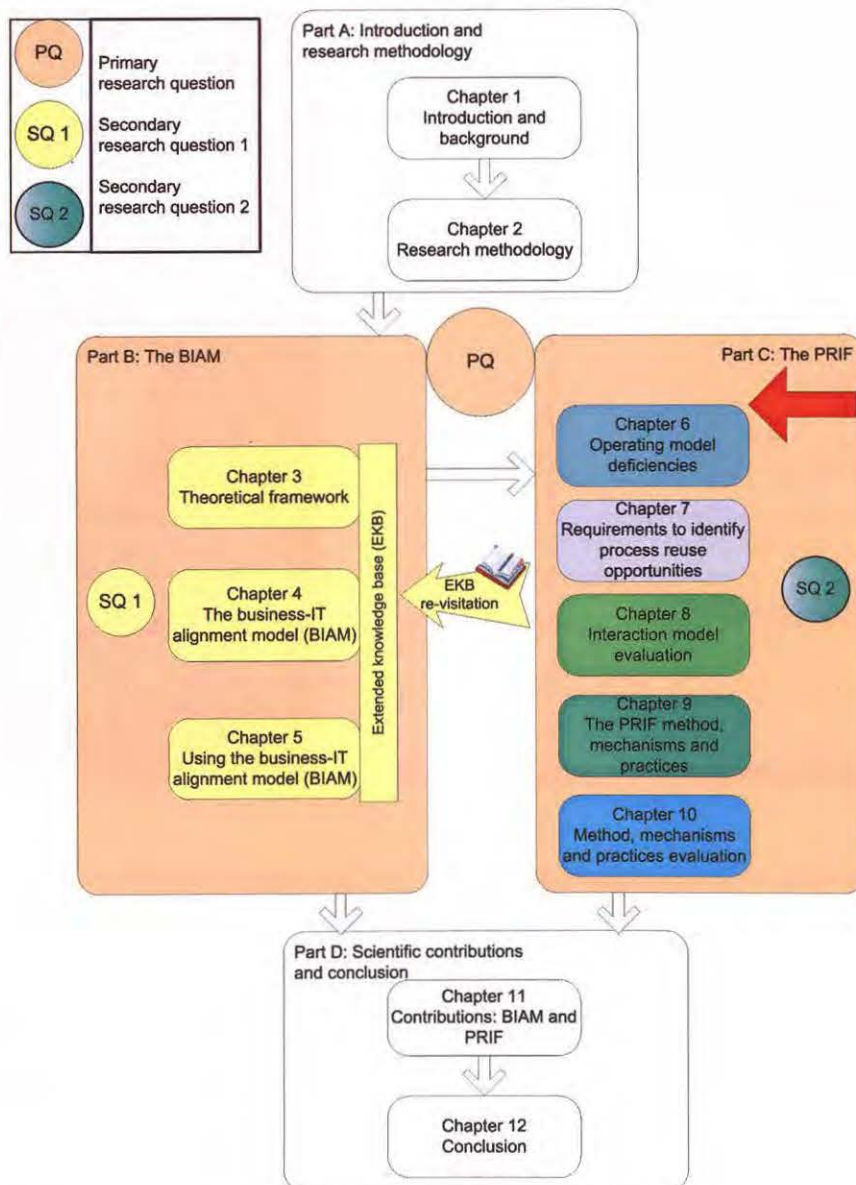 PQ
Primary
research question
SQ 1
Secondary
research question 1
SQ 2
Secondary
research question 2
Part A: Introduction and
research methodology
Chapter 1
Introduction and
background
Chapter 2
Research methodology
Part B: The BIAM
PQ
Part C: The PRIF
Chapter 3
Theoretical framework
SQ 1
Chapter 4
The business-IT
alignment model (BIAM)
Chapter 5
Using the business-IT
alignment model (BIAM)
Extended knowledge base (EKB)
EKB
re-visitation
Chapter 6
Operating model
deficiencies
Chapter 7
Requirements to identify
process reuse
opportunities
SQ 2
Chapter 8
Interaction model
evaluation
Chapter 9
The PRIF method,
mechanisms and
practices
Chapter 10
Method, mechanisms
and practices evaluation
Part D: Scientific contributions
and conclusion
Chapter 11
Contributions: BIAM and
PRIF
Chapter 12
Conclusion